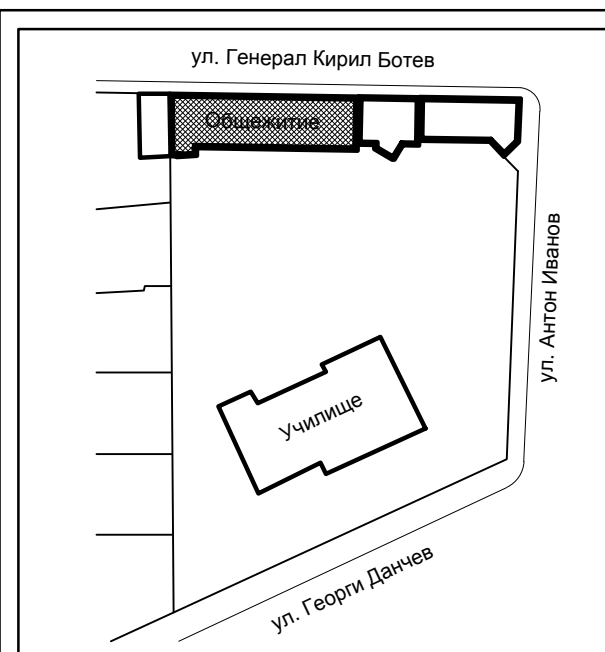 ул. Генерал Кирил Ботев
Общежитие
ул. Антон Иванов
Училище
ул. Георги Данчев